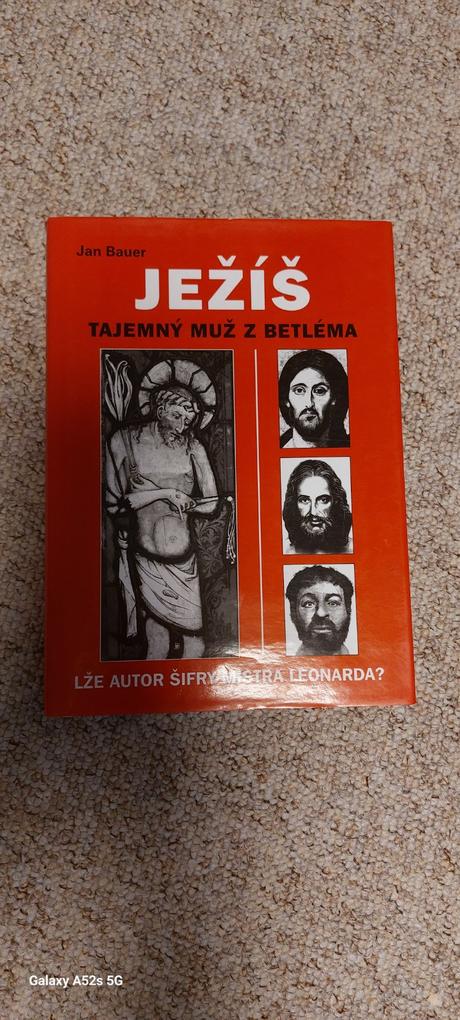 Jan Bauer
JEŽÍŠ
TAJEMNÝ MUŽ Z BETLÉMA
LŽE AUTOR ŠIFRY MISTRA LEONARDA?
Galaxy A52s 5G